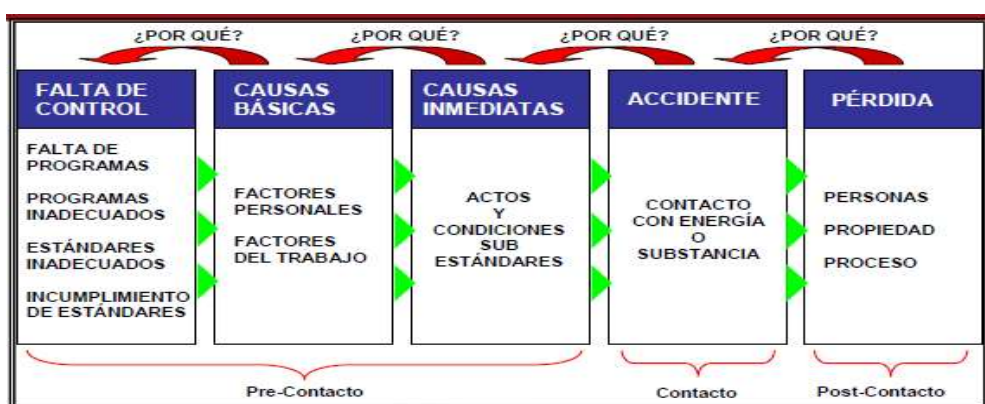 ¿POR QUÉ? ¿POR QUÉ? ¿POR QUÉ? ¿POR QUÉ?
FALTA DE
CONTROL
FALTA DE
PROGRAMAS
PROGRAMAS
INADECUADOS
ESTÁNDARES
INADECUADOS
INCUMPLIMIENTO
DE ESTÁNDARES
CAUSAS
BÁSICAS
FACTORES
PERSONALES
FACTORES
DEL TRABAJO
CAUSAS
INMEDIATAS
ACTOS
Y
CONDICIONES
SUB
ESTÁNDARES
ACCIDENTE
CONTACTO
CON ENERGÍA
O
SUBSTANCIA
PÉRDIDA
PERSONAS
PROPIEDAD
PROCESO
Pre-Contacto
Contacto
Post-Contacto